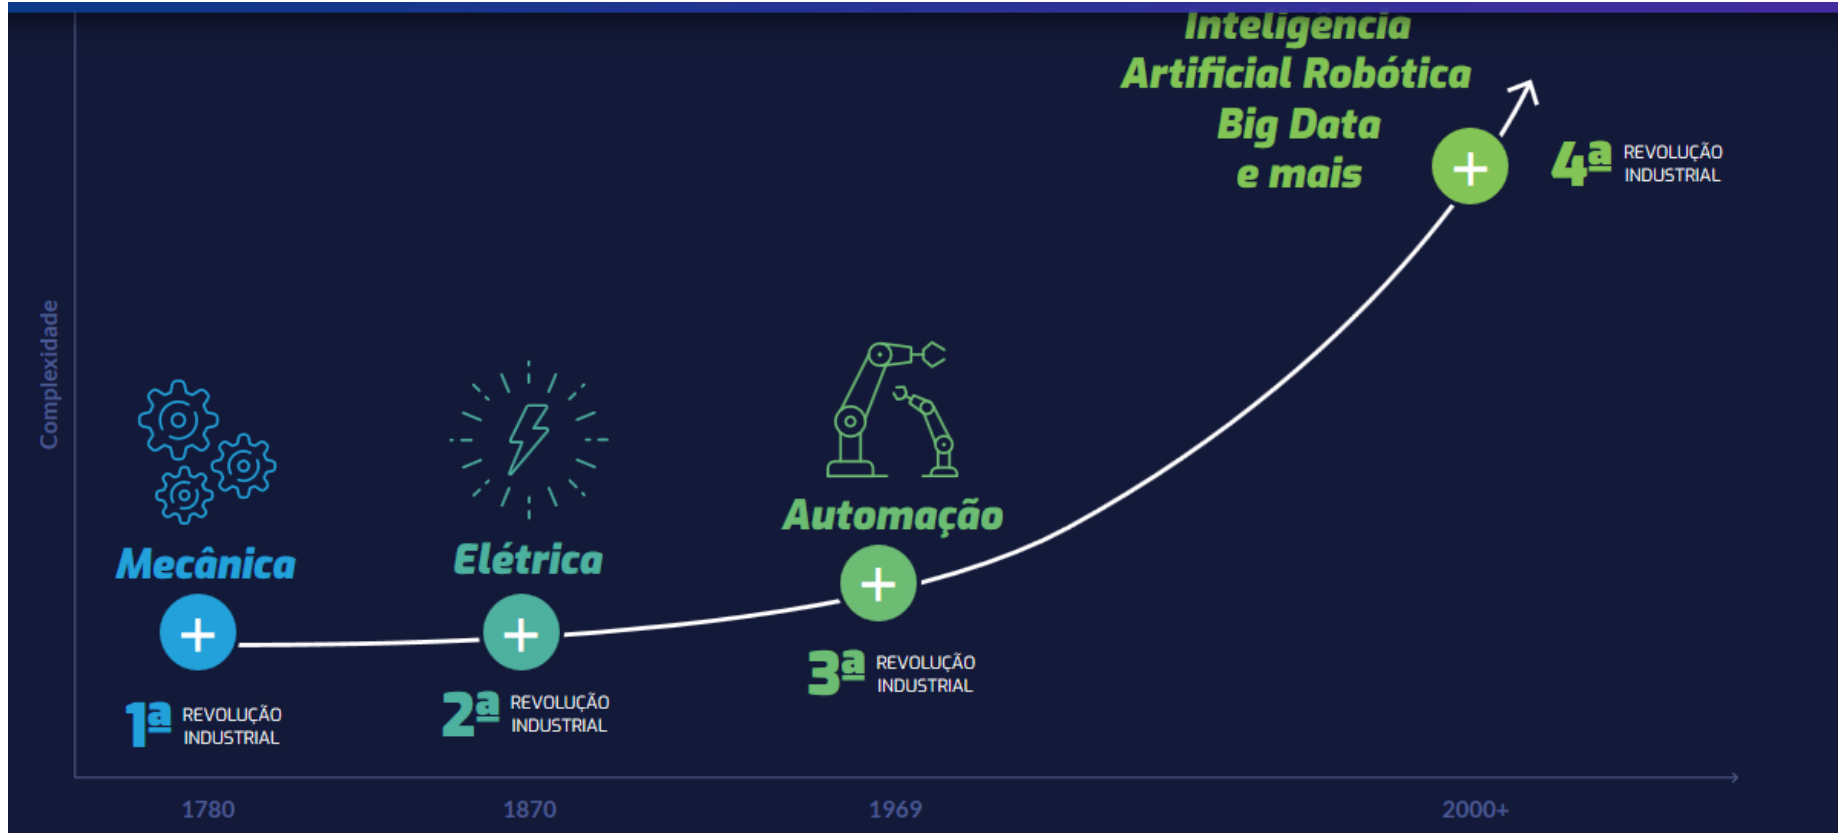 Inteligência
Artificial Robótica
Big Data
e mais
4ª REVOLUÇÃO
INDUSTRIAL
Complexidade
Mecânica
Elétrica
Automação
1ª REVOLUÇÃO
INDUSTRIAL
2ª REVOLUÇÃO
INDUSTRIAL
3ª REVOLUÇÃO
INDUSTRIAL
1780
1870
1969
2000+